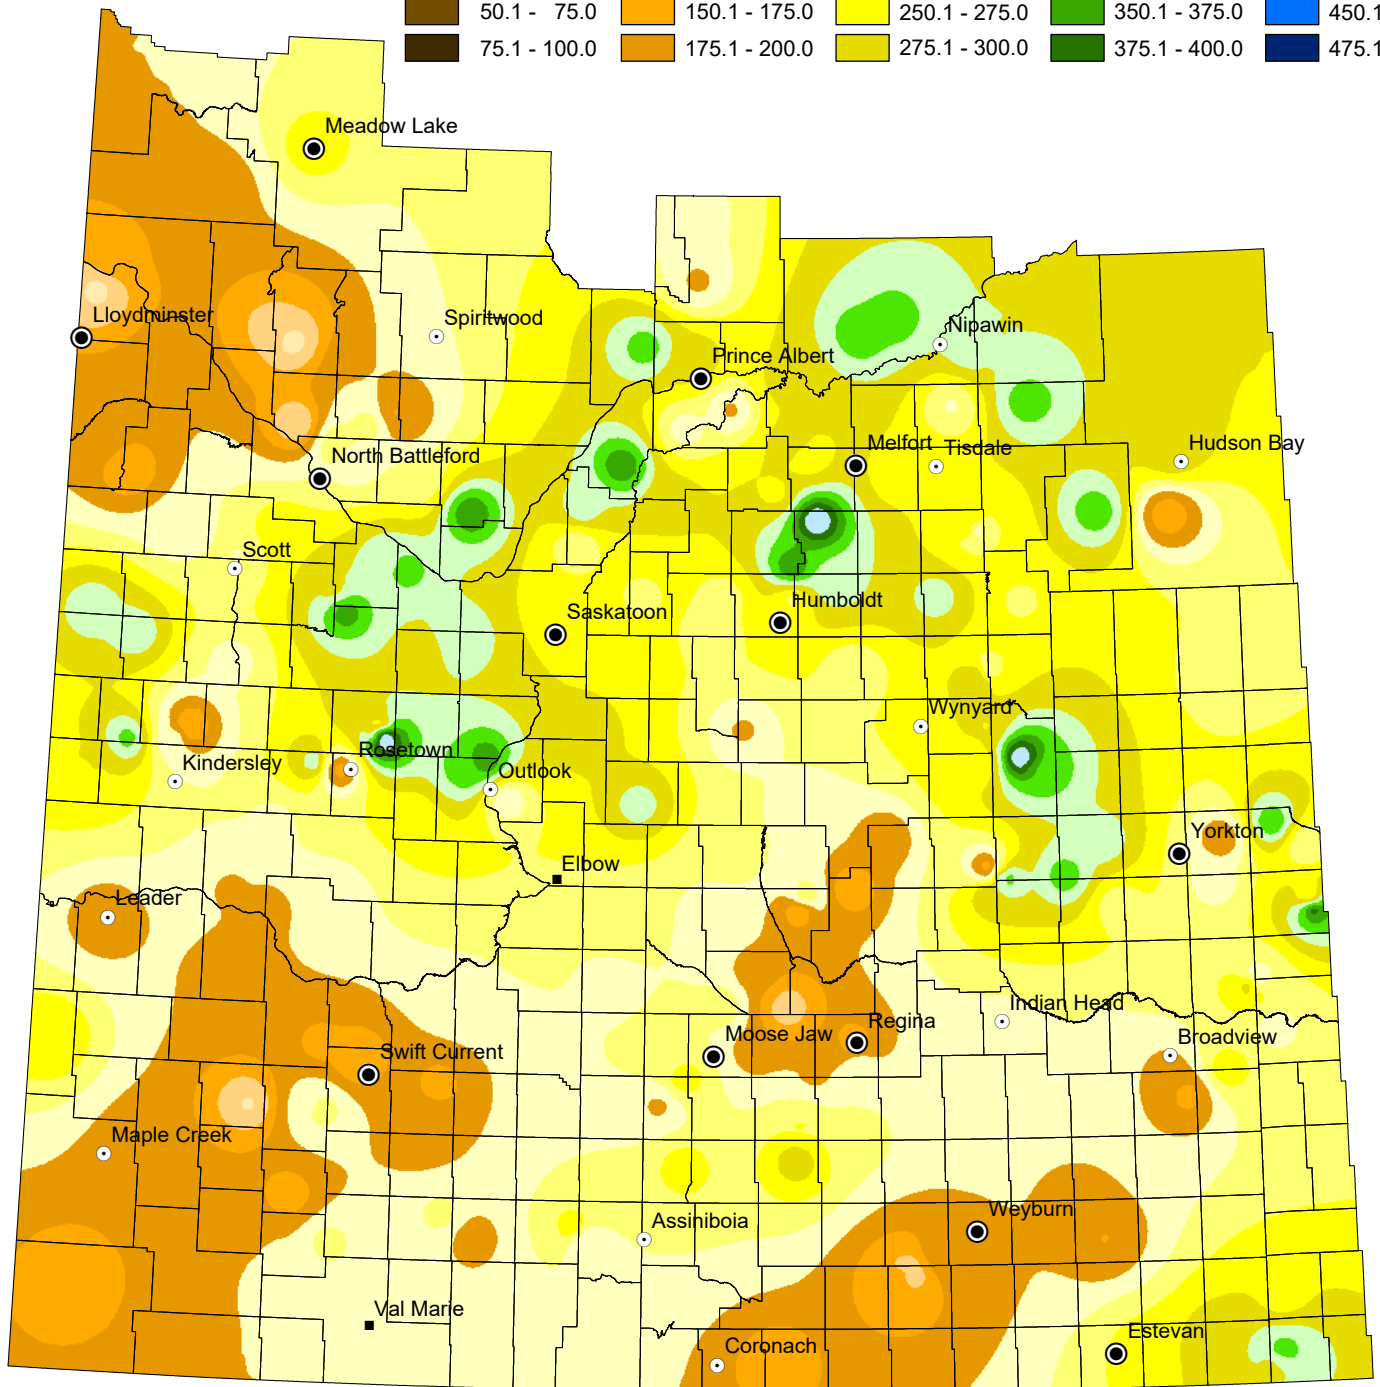 50.1 - 75.0 150.1 - 175.0 250.1 - 275.0 350.1 - 375.0 450.1
75.1 - 100.0 175.1 - 200.0 275.1 - 300.0 375.1 - 400.0 475.1
Meadow Lake
Lloydminster
Spiritwood
Nipawin
Prince Albert
Melfort
Tisdale
Hudson Bay
North Battleford
Scott
Humboldt
Saskatoon
Wynyard
Rosetown
Kindersley
Outlook
Yorkton
Elbow
Leader
Indian Head
Regina
Moose Jaw
Broadview
Swift Current
Maple Creek
Weyburn
Assiniboia
Val Marie
Estevan
Coronach